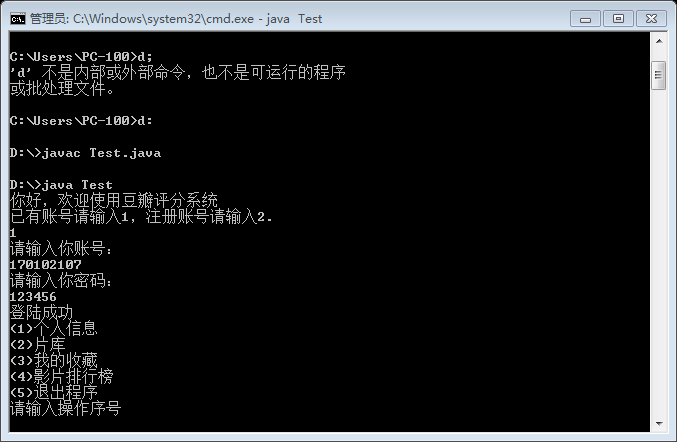 管理员: C:\Windows\system32\cmd.exe - java  Test
C:\Users\PC-100>d;
'd' 不是内部或外部命令，也不是可运行的程序
或批处理文件。
C:\Users\PC-100>d:
D:\>javac Test.java
D:\>java Test
你好，欢迎使用豆瓣评分系统
已有账号请输入1，注册账号请输入2.
1
请输入你账号：
170102107
请输入你密码：
123456
登陆成功
(1)个人信息
(2)片库
(3)我的收藏
(4)影片排行榜
(5)退出程序
请输入操作序号